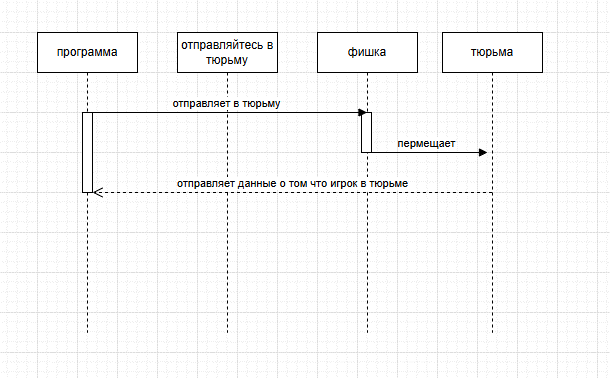 программа
отправляйтесь в
тюрьму
фишка
тюрьма
отправляет в тюрьму
пермещает
отправляет данные о том что игрок в тюрьме